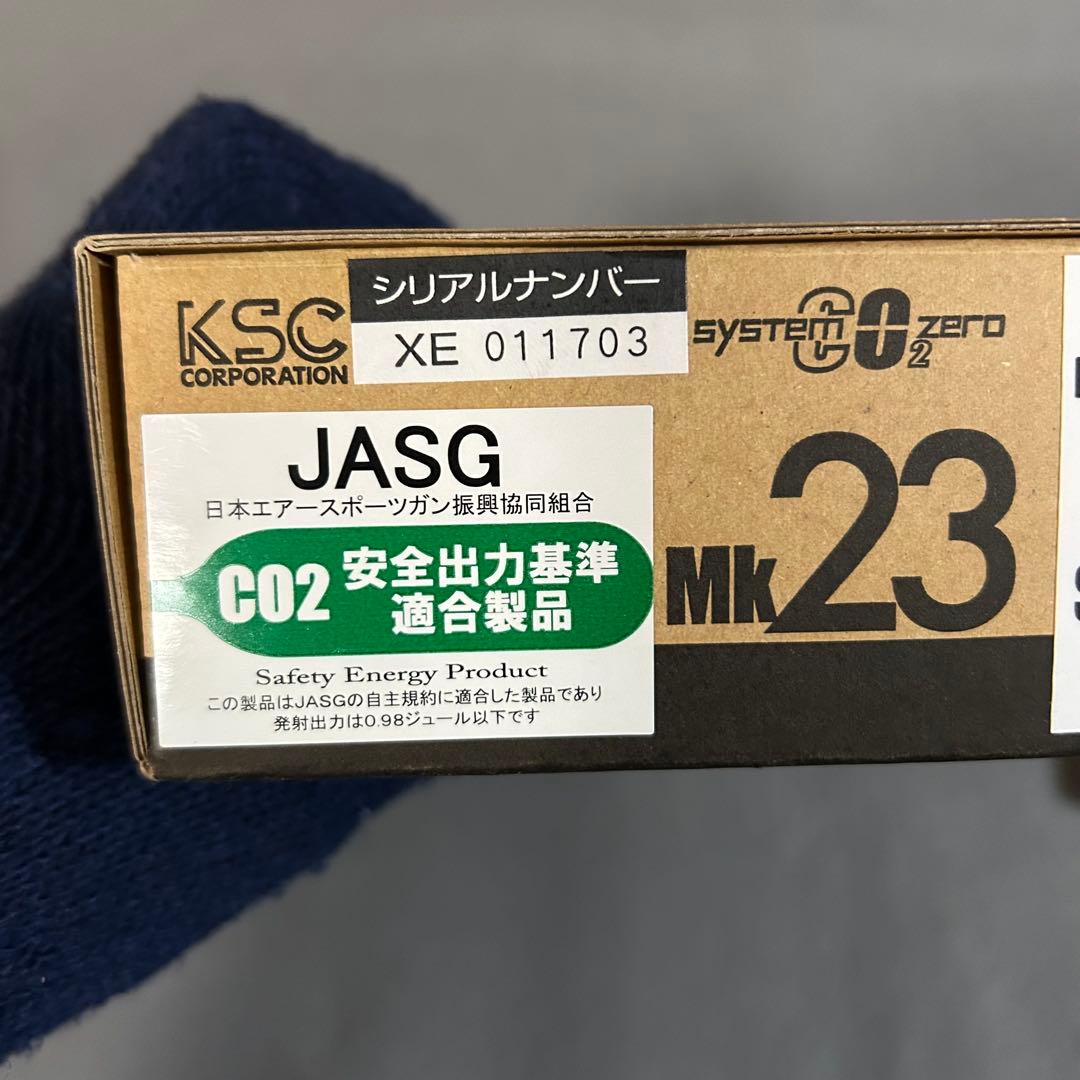 KSC
CORPORATION
シリアルナンバー
XE 011703
SYSTEM CO2 ZERO
JASG
日本エアースポーツガン振興協同組合
CO2 安全出力基準
適合製品
Safety Energy Product
この製品はJASGの自主規約に適合した製品であり
発射出力は0.98ジュール以下です
Mk23